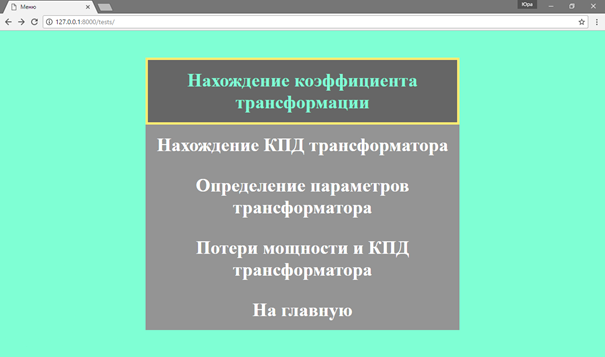 Меню
Юра
127.0.0.1:8000/tests/
Нахождение коэффициента
трансформации
Нахождение КПД трансформатора
Определение параметров
трансформатора
Потери мощности и КПД
трансформатора
На главную